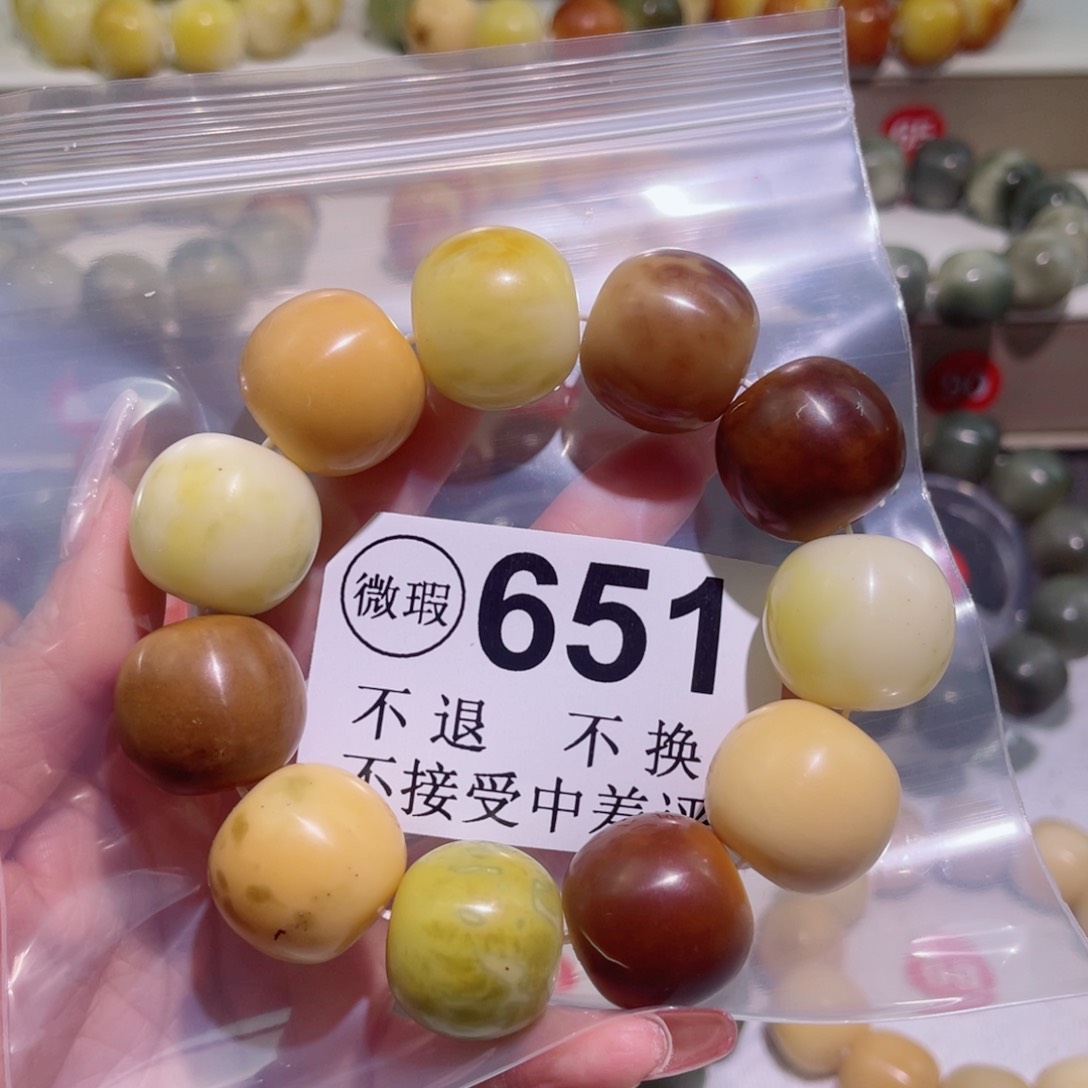 微瑕 651
不退 不换
不接受中差评